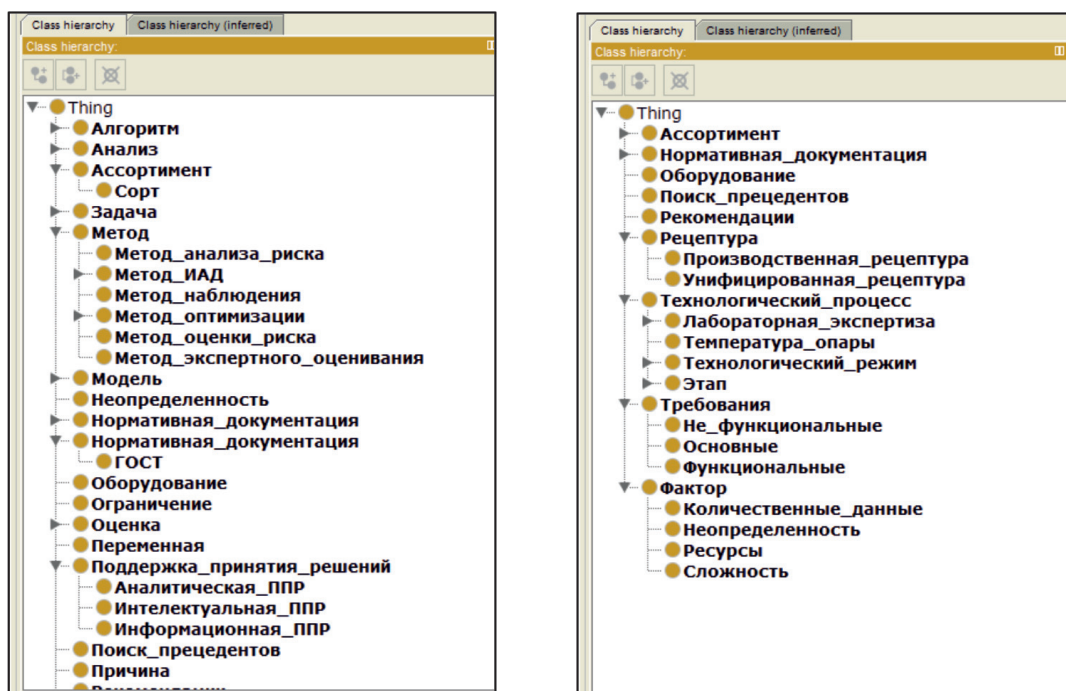 Class hierarchy
Class hierarchy (inferred)
Class hierarchy:
Thing
Алгоритм
Анализ
Ассортимент
Сорт
Задача
Метод
Метод_анализа_риска
Метод_ИАД
Метод_наблюдения
Метод_оптимизации
Метод_оценки_риска
Метод_экспертного_оценивания
Модель
Неопределенность
Нормативная_документация
Нормативная_документация
ГОСТ
Оборудование
Ограничение
Оценка
Переменная
Поддержка_принятия_решений
Аналитическая_ППР
Интелектуальная_ППР
Информационная_ППР
Поиск_прецедентов
Причина
Class hierarchy
Class hierarchy (inferred)
Class hierarchy:
Thing
Ассортимент
Нормативная_документация
Оборудование
Поиск_прецедентов
Рекомендации
Рецептура
Производственная_рецептура
Унифицированная_рецептура
Технологический_процесс
Лабораторная_экспертиза
Температура_опары
Технологический_режим
Этап
Требования
Не_функциональные
Основные
Функциональные
Фактор
Количественные_данные
Неопределенность
Ресурсы
Сложность